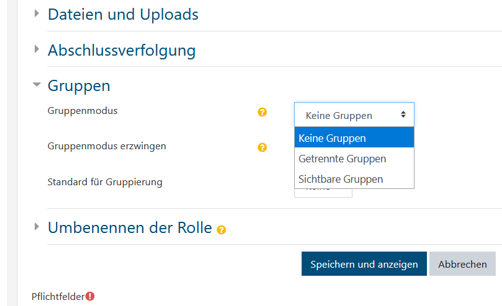 Dateien und Uploads
Abschlussverfolgung
Gruppen
Gruppenmodus
Keine Gruppen
Keine Gruppen
Gruppenmodus erzwingen
Getrennte Gruppen
Sichtbare Gruppen
Standard für Gruppierung
Umbenennen der Rolle
Speichern und anzeigen Abbrechen
Pflichtfelder